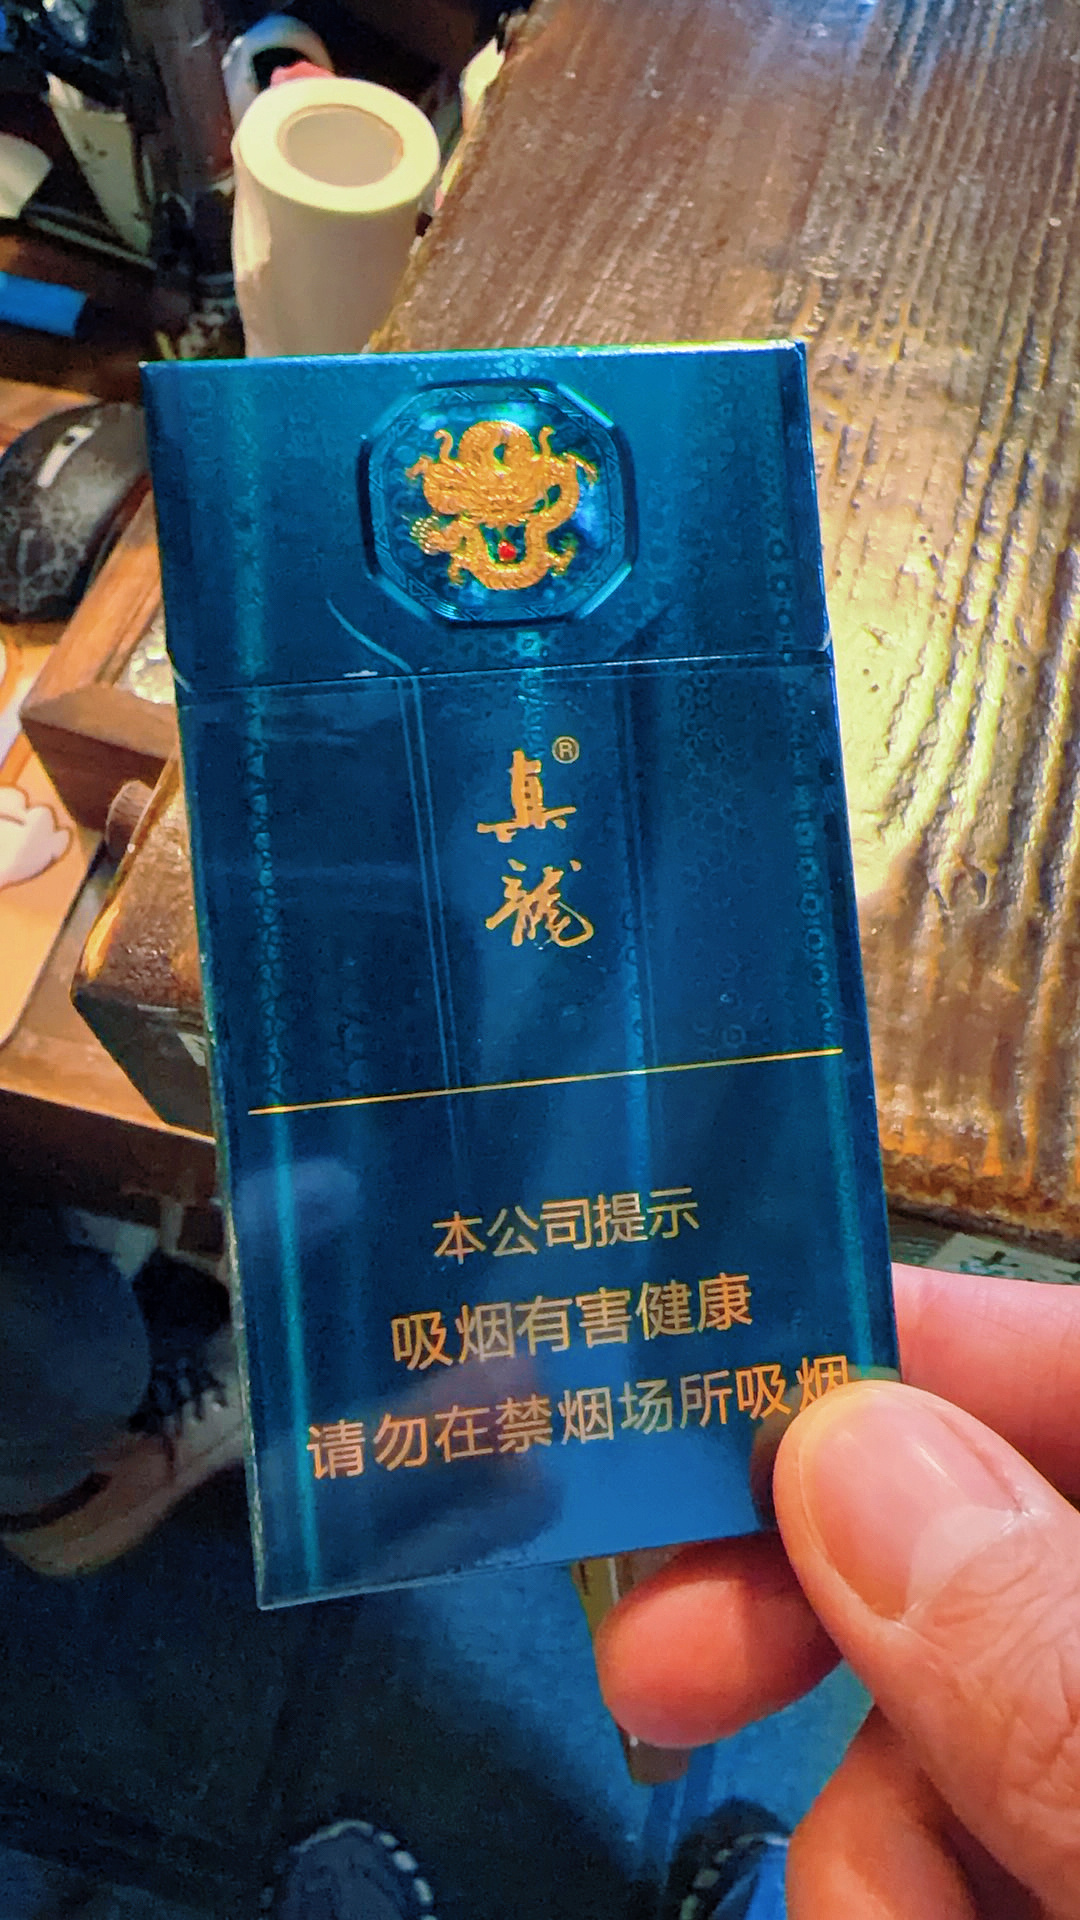 真®
龍
本公司提示
吸烟有害健康
请勿在禁烟场所吸烟